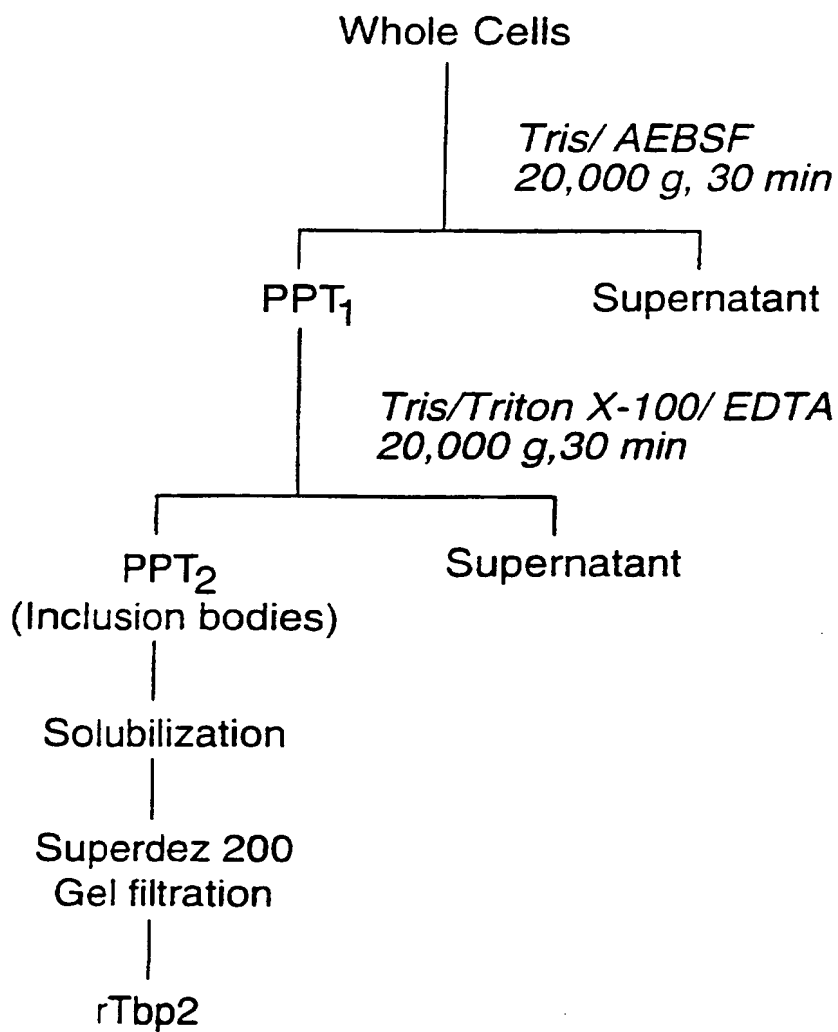 Whole Cells
Tris/ AEBSF
20,000 g, 30 min
PPT1
Supernatant
Tris/Triton X-100/ EDTA
20,000 g,30 min
PPT2
(Inclusion bodies)
Supernatant
Solubilization
Superdez 200
Gel filtration
rTbp2